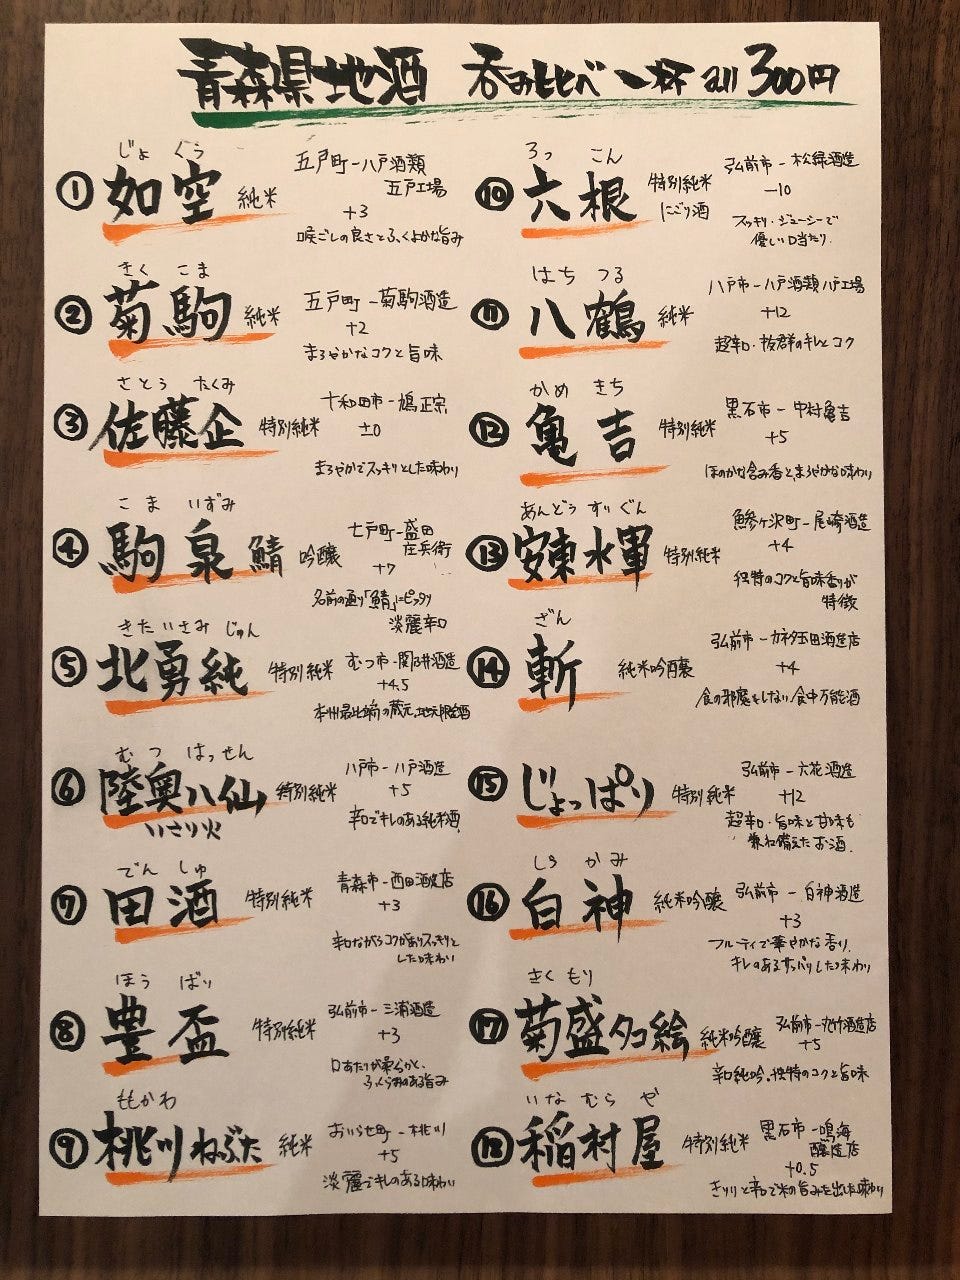 青森県地酒 呑みくらべ 一杯 all 300円
じょ くう
① 如空 純米
五戸町-八戸酒類
五戸工場
+3
喉ごしの良さとふくよかな旨み
きく こま
② 菊駒 純米
五戸町-菊駒酒造
+2
まろやかなコクと旨味
さとう たくみ
③ 佐藤企 特別純米
十和田市-鳩正宗
±0
まろやかでスッキリとした味わい
こま いずみ
④ 駒泉 鯖 吟醸
七戸町-盛田
庄兵衛
+7
名前の通り「鯖」にピッタリ
淡麗辛口
きた いさみ じゅん
⑤ 北勇純 特別純米
むつ市-関乃井酒造
+4.5
本州最北端の蔵元、地元限定酒
むつ はっせん
⑥ 陸奥八仙 特別純米
いさり火
八戸市-八戸酒造
+5
辛口でキレのある純米酒
でん しゅ
⑦ 田酒 特別純米
青森市-西田酒店
+3
辛口ながらコクがありスッキリと
した味わい
ほう ばい
⑧ 豊盃 特別純米
弘前市-三浦酒造
+3
口あたりが柔らかく、
ふくらみのある旨み
ももかわ
⑨ 桃川 ねぶた 純米
おいらせ町-桃川
+5
淡麗でキレのある味わい
ろっ こん
⑩ 六根 特別純米
にごり酒
弘前市-松緑酒造
-10
スッキリ・ジューシーで
優しい口当たり
はち つる
⑪ 八鶴 純米
八戸市-八戸酒類八戸工場
+12
超辛口・抜群のキレとコク
かめ きち
⑫ 亀吉 特別純米
黒石市-中村亀吉
+5
ほのかな含み香と、まろやかな味わい
あんどう すい ぐん
⑬ 安東水軍 特別純米
鰺ヶ沢町-尾崎酒造
+4
独特のコクと旨味香りが
特徴
ざん
⑭ 斬 純米吟醸
弘前市-カネタ玉田酒造店
+4
食の邪魔をしない、食中万能酒
⑮ じょっぱり 特別純米
弘前市-六花酒造
+12
超辛口・旨味と甘味も
兼ね備えたお酒
しら かみ
⑯ 白神 純米吟醸
弘前市-白神酒造
+3
フルーティで華やかな香り、
キレのあるサッパリした味わい
きく もり
⑰ 菊盛 タコ絵 純米吟醸
弘前市-丸竹酒造店
+5
辛口純吟、独特のコクと旨味
いな むら や
⑱ 稲村屋 特別純米
黒石市-鳴海
醸造店
+0.5
きりりと辛口で米の旨みを出した味わい